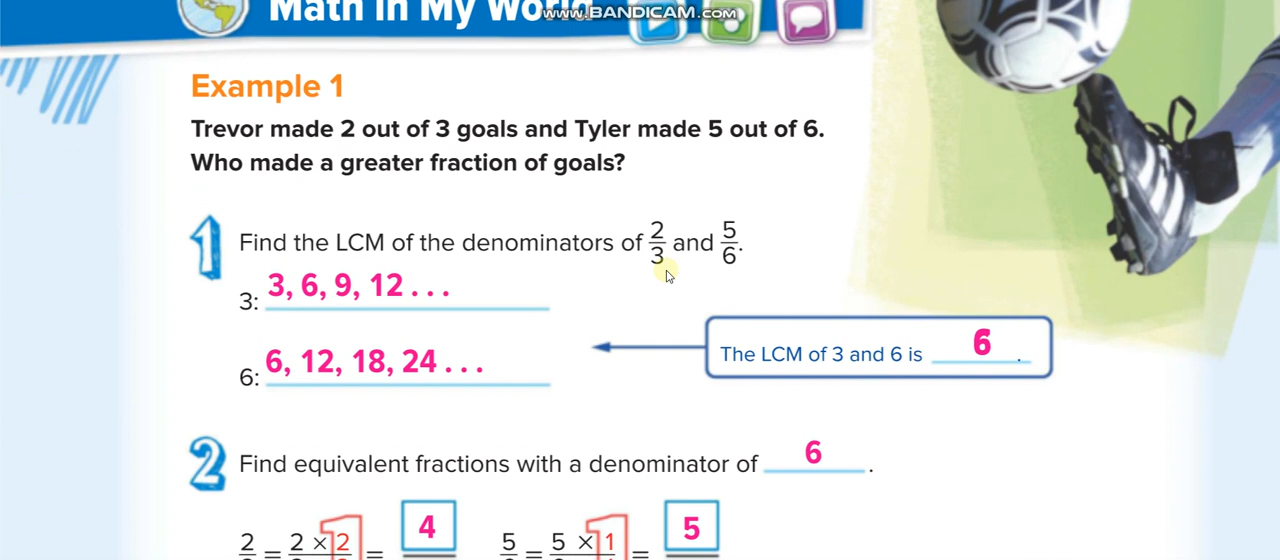 Math in My World
www.BANDICAM.com
Example 1
Trevor made 2 out of 3 goals and Tyler made 5 out of 6.
Who made a greater fraction of goals?
1 Find the LCM of the denominators of 2/3 and 5/6.
3: 3, 6, 9, 12 . . .
The LCM of 3 and 6 is 6 .
6: 6, 12, 18, 24 . . .
2 Find equivalent fractions with a denominator of 6 .
2 = 2 × 2 = 4 5 = 5 × 1 = 5